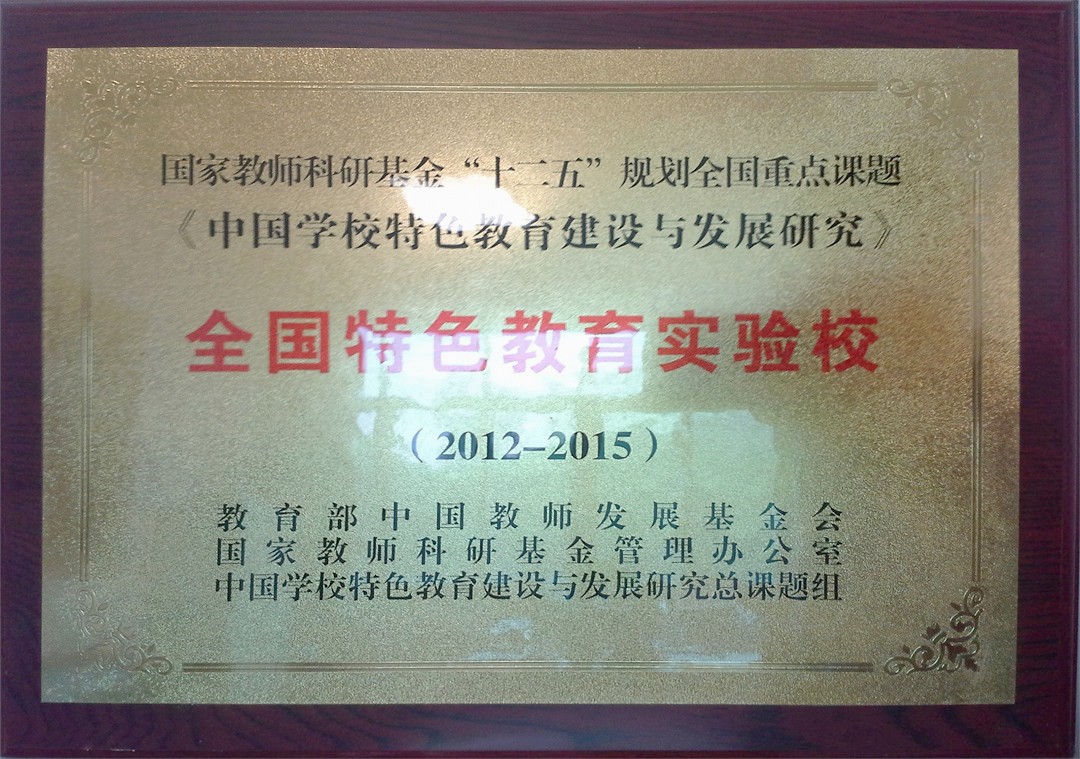 国家教师科研基金“十二五”规划全国重点课题
《中国学校特色教育建设与发展研究》
全国特色教育实验校
（2012-2015）
教育部中国教师发展基金会
国家教师科研基金管理办公室
中国学校特色教育建设与发展研究总课题组